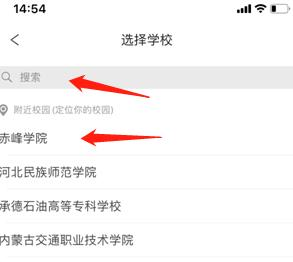 14:54
选择学校
搜索
附近校园 (定位你的校园)
赤峰学院
河北民族师范学院
承德石油高等专科学校
内蒙古交通职业技术学院